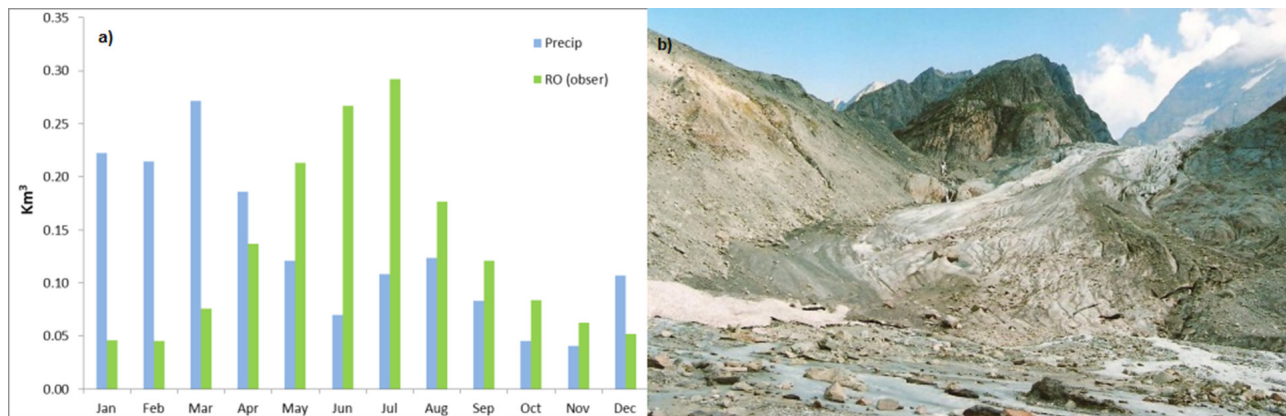 a)
Precip
RO (obser)
0.35
0.30
0.25
0.20
0.15
0.10
0.05
0.00
Km³
Jan Feb Mar Apr May Jun Jul Aug Sep Oct Nov Dec
b)